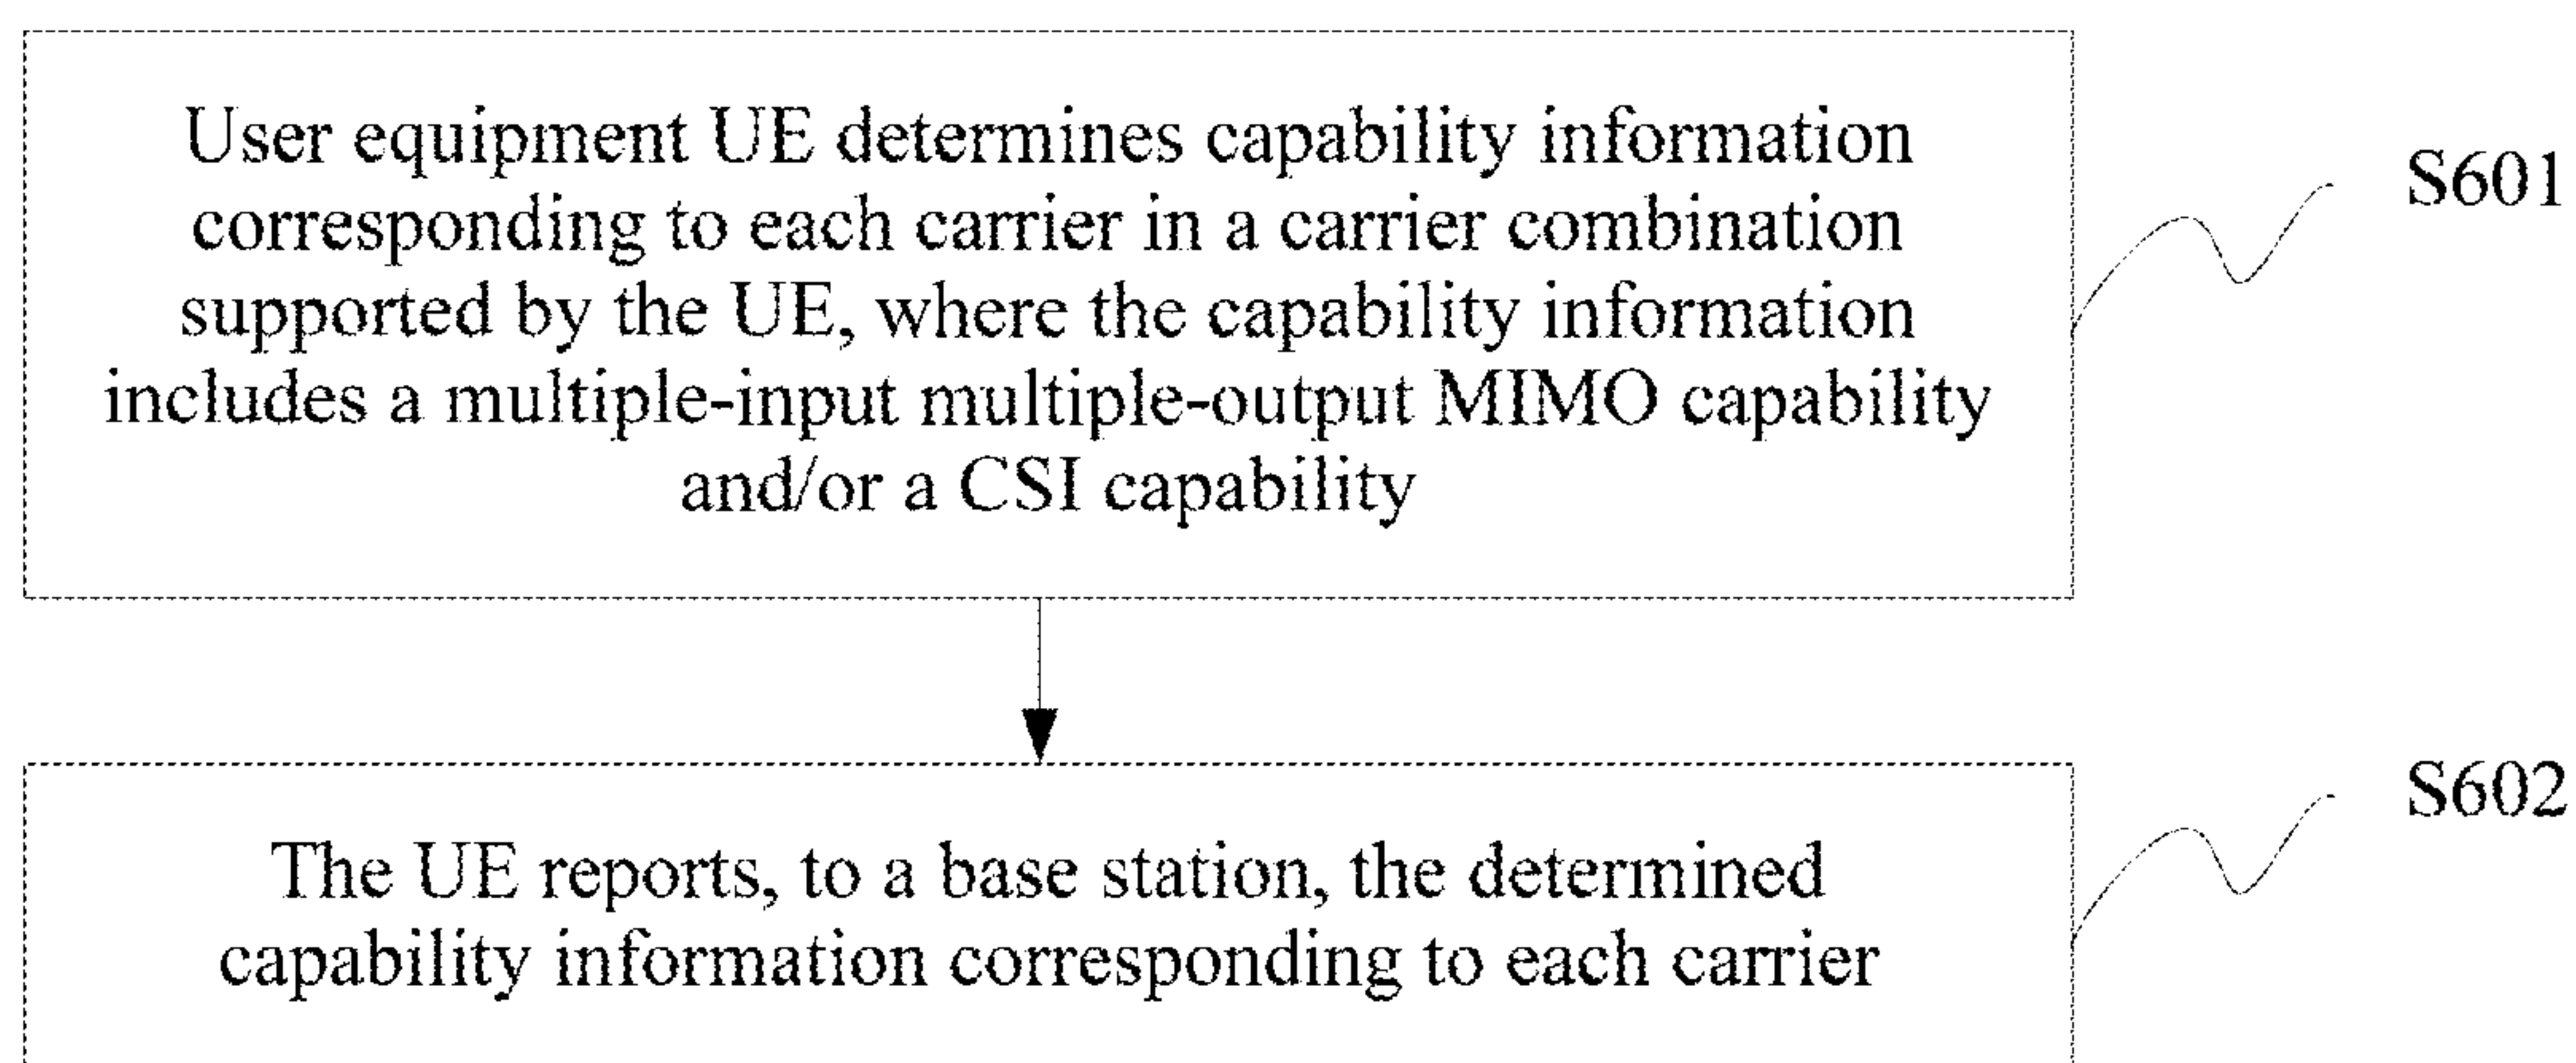 User equipment UE determines capability information
corresponding to each carrier in a carrier combination
supported by the UE, where the capability information
includes a multiple-input multiple-output MIMO capability
and/or a CSI capability
S601
The UE reports, to a base station, the determined
capability information corresponding to each carrier
S602